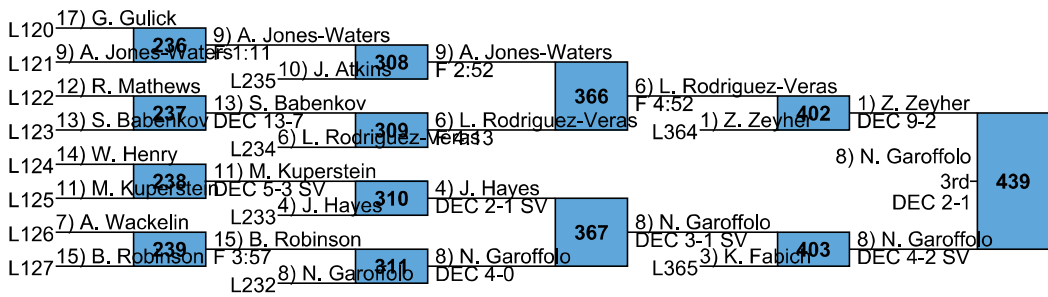 L120 17) G. Gulick
236
L121 9) A. Jones-Waters
9) A. Jones-Waters
F 1:11
L122 12) R. Mathews
237
L123 13) S. Babenkov
13) S. Babenkov
DEC 13-7
L124 14) W. Henry
238
L125 11) M. Kuperstein
11) M. Kuperstein
DEC 5-3 SV
L126 7) A. Wackelin
239
L127 15) B. Robinson
15) B. Robinson
F 3:57
L235 10) J. Atkins
308
9) A. Jones-Waters
F 2:52
L234 6) L. Rodriguez-Veras
309
6) L. Rodriguez-Veras
F 4:13
L233 4) J. Hayes
310
4) J. Hayes
DEC 2-1 SV
L232 8) N. Garoffolo
311
8) N. Garoffolo
DEC 4-0
366
6) L. Rodriguez-Veras
F 4:52
367
8) N. Garoffolo
DEC 3-1 SV
L364 1) Z. Zeyher
402
1) Z. Zeyher
DEC 9-2
L365 3) K. Fabich
403
8) N. Garoffolo
DEC 4-2 SV
439
8) N. Garoffolo
3rd
DEC 2-1